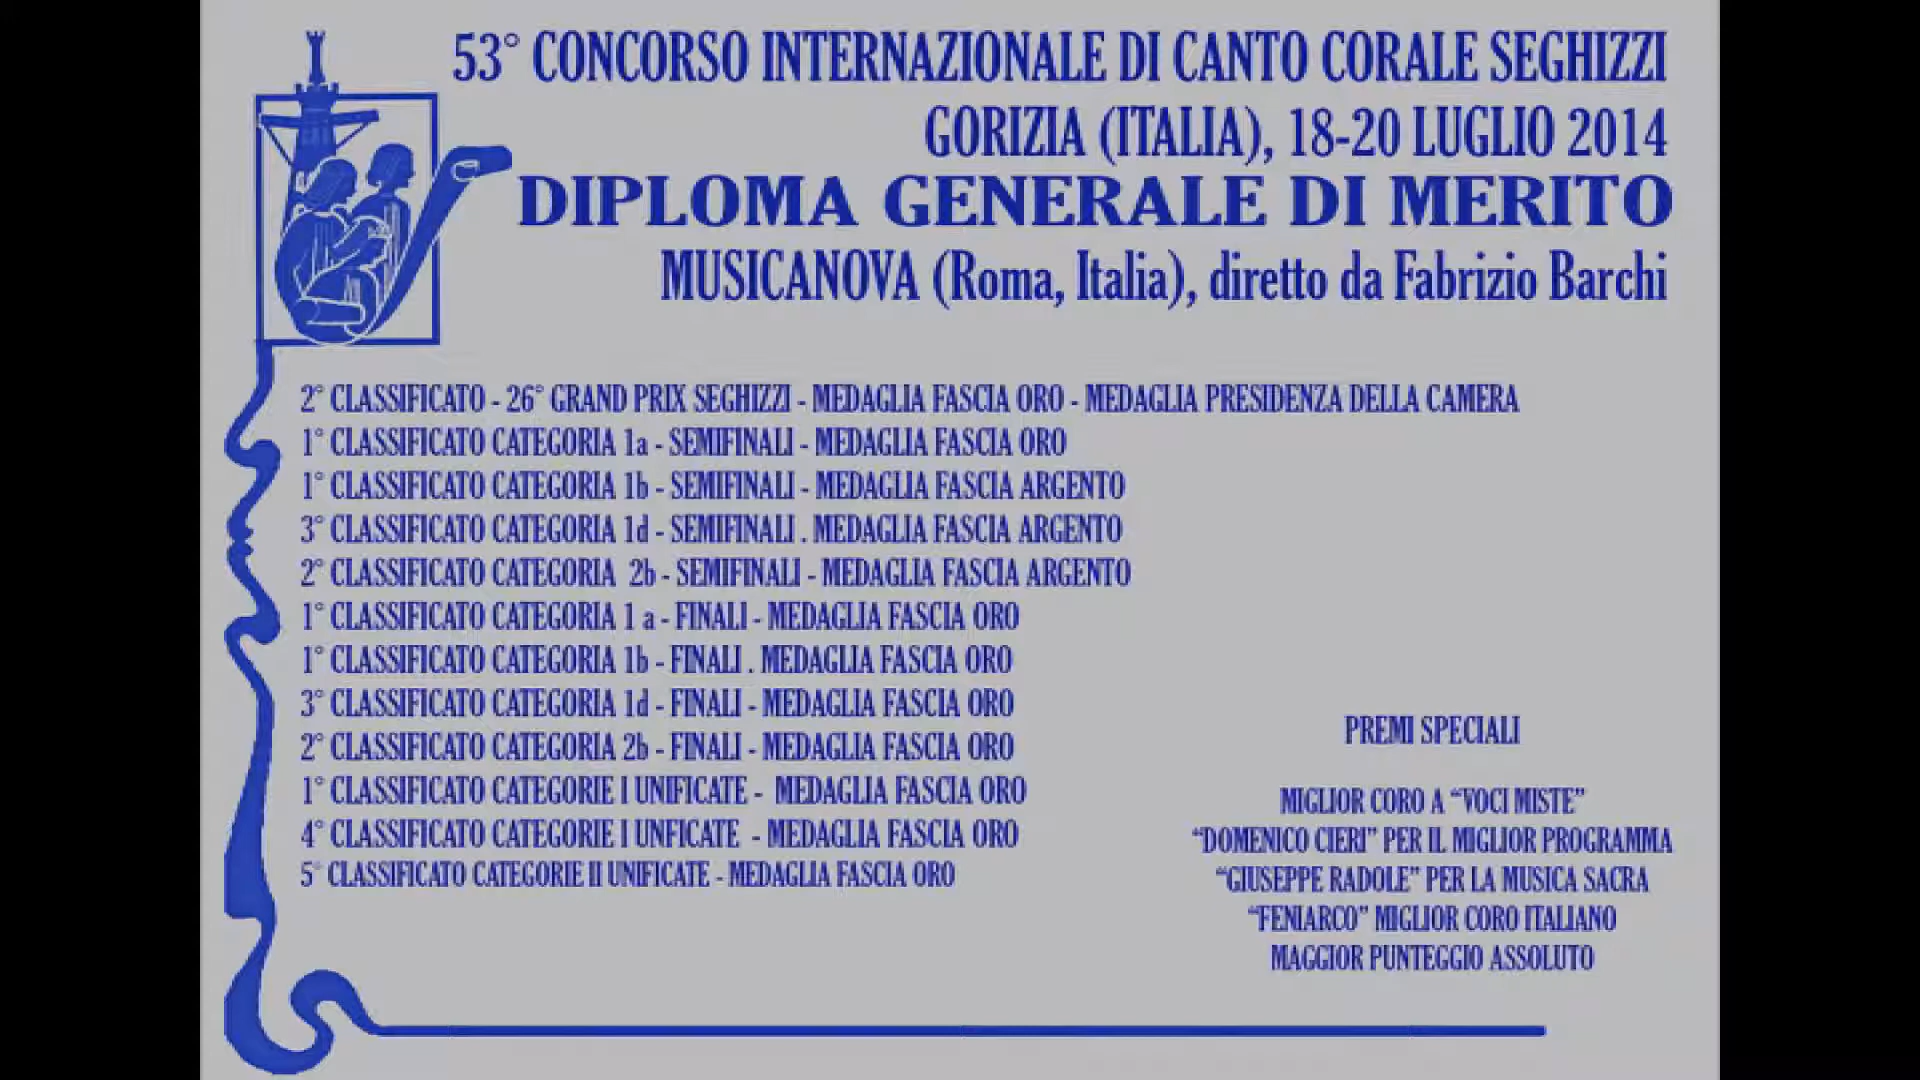 53° CONCORSO INTERNAZIONALE DI CANTO CORALE SEGHIZZI
GORIZIA (ITALIA), 18-20 LUGLIO 2014
DIPLOMA GENERALE DI MERITO
MUSICANOVA (Roma, Italia), diretto da Fabrizio Barchi
2° CLASSIFICATO - 26° GRAND PRIX SEGHIZZI - MEDAGLIA FASCIA ORO - MEDAGLIA PRESIDENZA DELLA CAMERA
1° CLASSIFICATO CATEGORIA 1a - SEMIFINALI - MEDAGLIA FASCIA ORO
1° CLASSIFICATO CATEGORIA 1b - SEMIFINALI - MEDAGLIA FASCIA ARGENTO
3° CLASSIFICATO CATEGORIA 1d - SEMIFINALI . MEDAGLIA FASCIA ARGENTO
2° CLASSIFICATO CATEGORIA 2b - SEMIFINALI - MEDAGLIA FASCIA ARGENTO
1° CLASSIFICATO CATEGORIA 1 a - FINALI - MEDAGLIA FASCIA ORO
1° CLASSIFICATO CATEGORIA 1b - FINALI . MEDAGLIA FASCIA ORO
3° CLASSIFICATO CATEGORIA 1d - FINALI - MEDAGLIA FASCIA ORO
2° CLASSIFICATO CATEGORIA 2b - FINALI - MEDAGLIA FASCIA ORO
1° CLASSIFICATO CATEGORIE I UNIFICATE - MEDAGLIA FASCIA ORO
4° CLASSIFICATO CATEGORIE I UNFICATE - MEDAGLIA FASCIA ORO
5° CLASSIFICATO CATEGORIE II UNIFICATE - MEDAGLIA FASCIA ORO
PREMI SPECIALI
MIGLIOR CORO A “VOCI MISTE”
“DOMENICO CIERI” PER IL MIGLIOR PROGRAMMA
“GIUSEPPE RADOLE” PER LA MUSICA SACRA
“FENIARCO” MIGLIOR CORO ITALIANO
MAGGIOR PUNTEGGIO ASSOLUTO